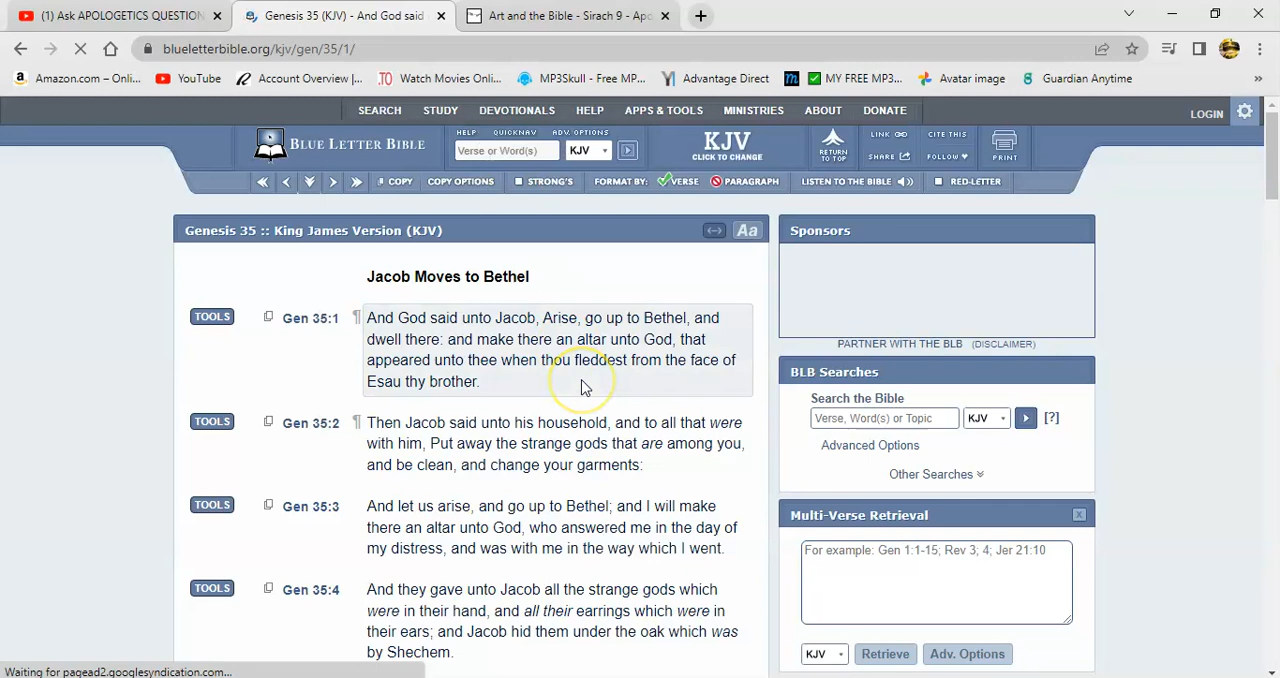 (1) Ask APOLOGETICS QUESTION
Genesis 35 (KJV) - And God said
Art and the Bible - Sirach 9 - Apo
blueletterbible.org/kjv/gen/35/1/
Amazon.com – Onli...
YouTube
Account Overview |...
TO Watch Movies Onli...
MP3Skull - Free MP...
Advantage Direct
MY FREE MP3...
Avatar image
Guardian Anytime
»
SEARCH STUDY DEVOTIONALS HELP APPS & TOOLS MINISTRIES ABOUT DONATE
LOGIN
BLUE LETTER BIBLE
HELP QUICKNAV ADV. OPTIONS
Verse or Word(s) KJV
KJV
CLICK TO CHANGE
RETURN
TO TOP
LINK
CITE THIS
SHARE
FOLLOW
PRINT
COPY COPY OPTIONS STRONG'S FORMAT BY: VERSE PARAGRAPH LISTEN TO THE BIBLE RED-LETTER
Genesis 35 :: King James Version (KJV)
Aa
Jacob Moves to Bethel
TOOLS Gen 35:1 ¶ And God said unto Jacob, Arise, go up to Bethel, and
dwell there: and make there an altar unto God, that
appeared unto thee when thou fleddest from the face of
Esau thy brother.
TOOLS Gen 35:2 ¶ Then Jacob said unto his household, and to all that were
with him, Put away the strange gods that are among you,
and be clean, and change your garments:
TOOLS Gen 35:3 And let us arise, and go up to Bethel; and I will make
there an altar unto God, who answered me in the day of
my distress, and was with me in the way which I went.
TOOLS Gen 35:4 And they gave unto Jacob all the strange gods which
were in their hand, and all their earrings which were in
their ears; and Jacob hid them under the oak which was
by Shechem.
Sponsors
PARTNER WITH THE BLB (DISCLAIMER)
BLB Searches
Search the Bible
Verse, Word(s) or Topic KJV [?]
Advanced Options
Other Searches
Multi-Verse Retrieval
X
For example: Gen 1:1-15; Rev 3; 4; Jer 21:10
KJV Retrieve Adv. Options
Waiting for pagead2.googlesyndication.com...